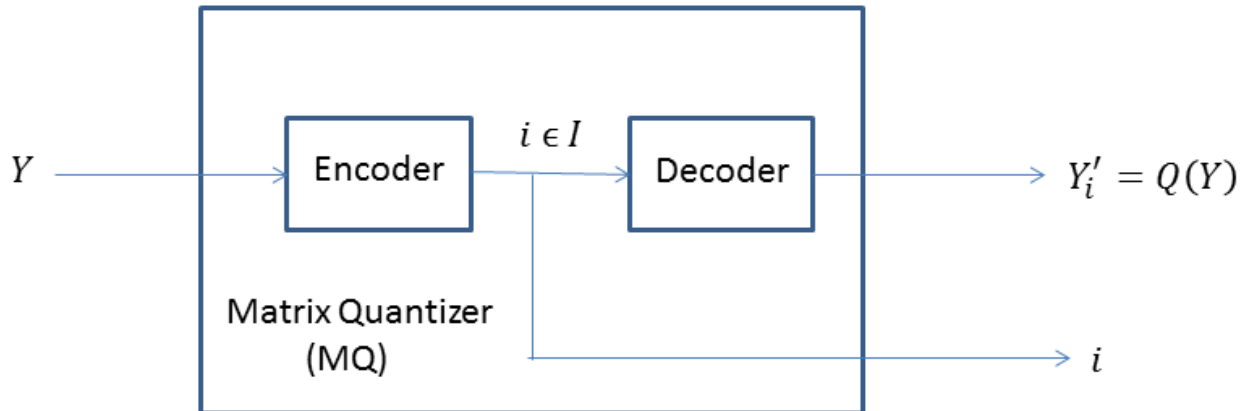 i ϵ I
Y
Encoder
Decoder
Y′ᵢ = Q(Y)
Matrix Quantizer
(MQ)
i